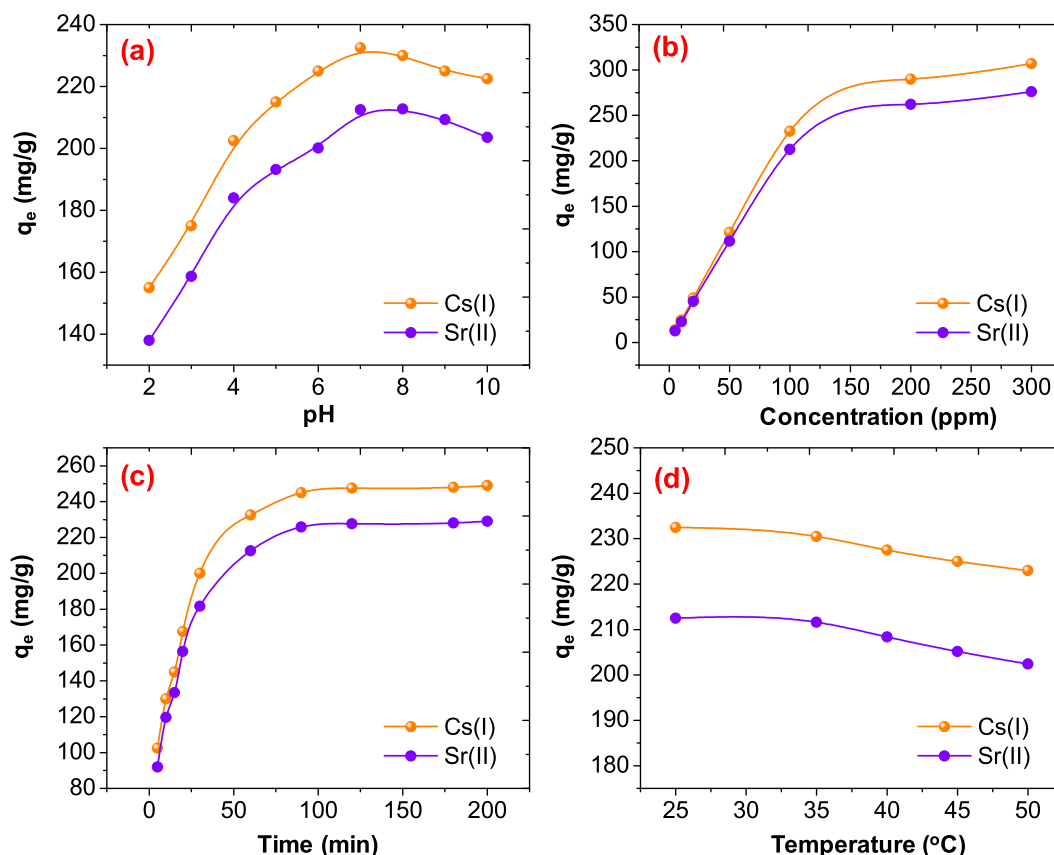 (a)
240
220
200
180
160
140
qe (mg/g)
2 4 6 8 10
pH
Cs(I)
Sr(II)
(b)
350
300
250
200
150
100
50
0
qe (mg/g)
0 50 100 150 200 250 300
Concentration (ppm)
Cs(I)
Sr(II)
(c)
260
240
220
200
180
160
140
120
100
80
qe (mg/g)
0 50 100 150 200
Time (min)
Cs(I)
Sr(II)
(d)
250
240
230
220
210
200
190
180
qe (mg/g)
25 30 35 40 45 50
Temperature (oC)
Cs(I)
Sr(II)